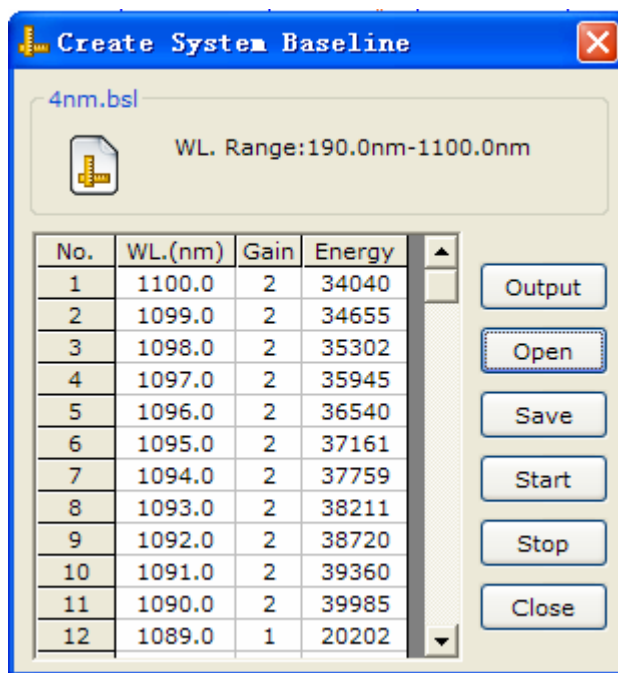 Create System Baseline
4nm.bsl
WL. Range:190.0nm-1100.0nm
No. WL.(nm) Gain Energy
1 1100.0 2 34040
2 1099.0 2 34655
3 1098.0 2 35302
4 1097.0 2 35945
5 1096.0 2 36540
6 1095.0 2 37161
7 1094.0 2 37759
8 1093.0 2 38211
9 1092.0 2 38720
10 1091.0 2 39360
11 1090.0 2 39985
12 1089.0 1 20202
Output
Open
Save
Start
Stop
Close